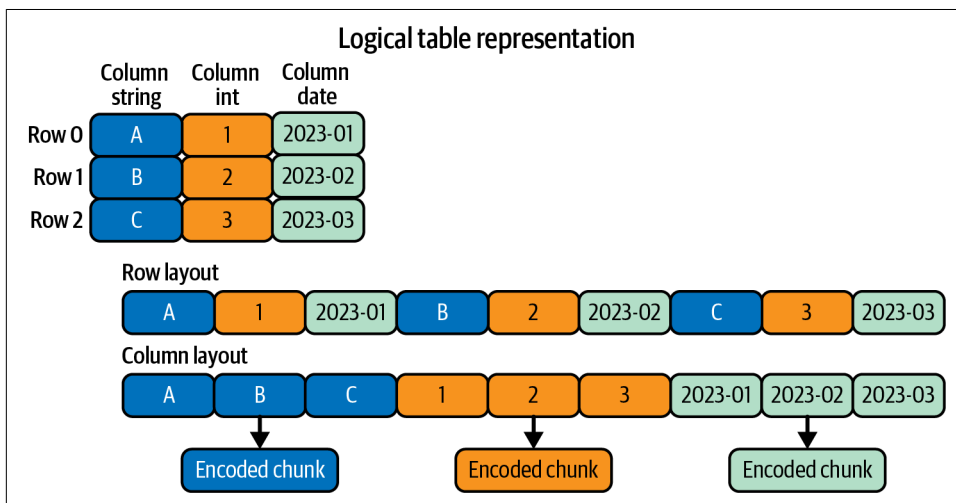 Logical table representation
Column string Column int Column date
Row 0 A 1 2023-01
Row 1 B 2 2023-02
Row 2 C 3 2023-03
Row layout
A 1 2023-01 B 2 2023-02 C 3 2023-03
Column layout
A B C 1 2 3 2023-01 2023-02 2023-03
Encoded chunk Encoded chunk Encoded chunk